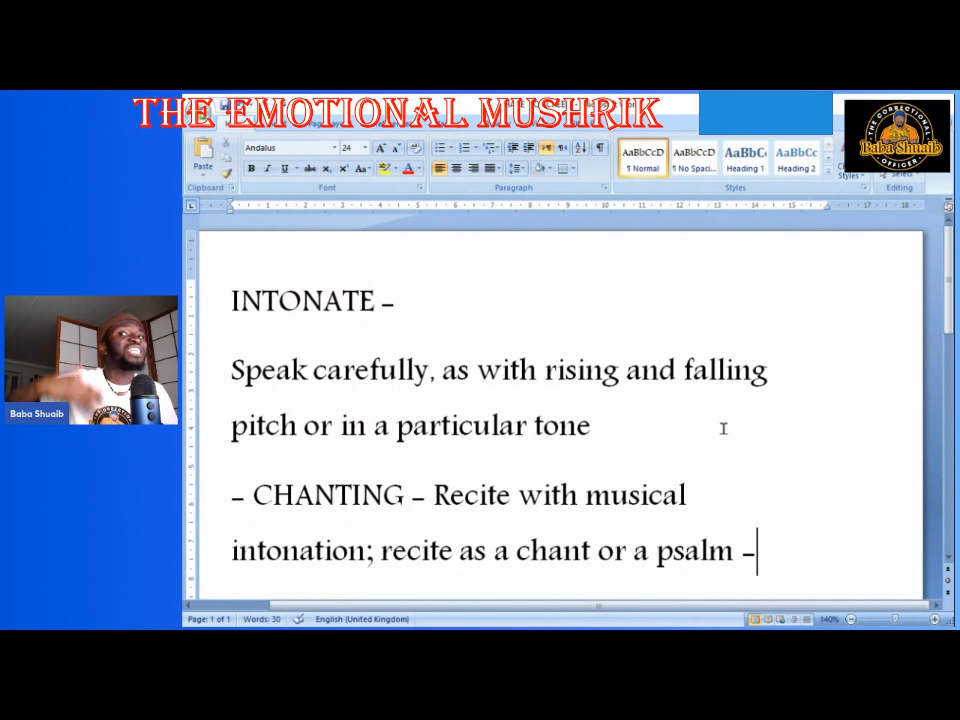 THE EMOTIONAL MUSHRIK
THE CORRECTIONAL
Baba Shuaib
OFFICER
Andalus
24
Paste
Clipboard
Font
Paragraph
Styles
Editing
AaBbCcD
AaBbCcD
AaBbC
AaBbCc
¶ Normal
¶ No Spaci...
Heading 1
Heading 2
INTONATE –
Speak carefully, as with rising and falling
pitch or in a particular tone
– CHANTING – Recite with musical
intonation; recite as a chant or a psalm –
Baba Shuaib
Page: 1 of 1
Words: 30
English (United Kingdom)
140%